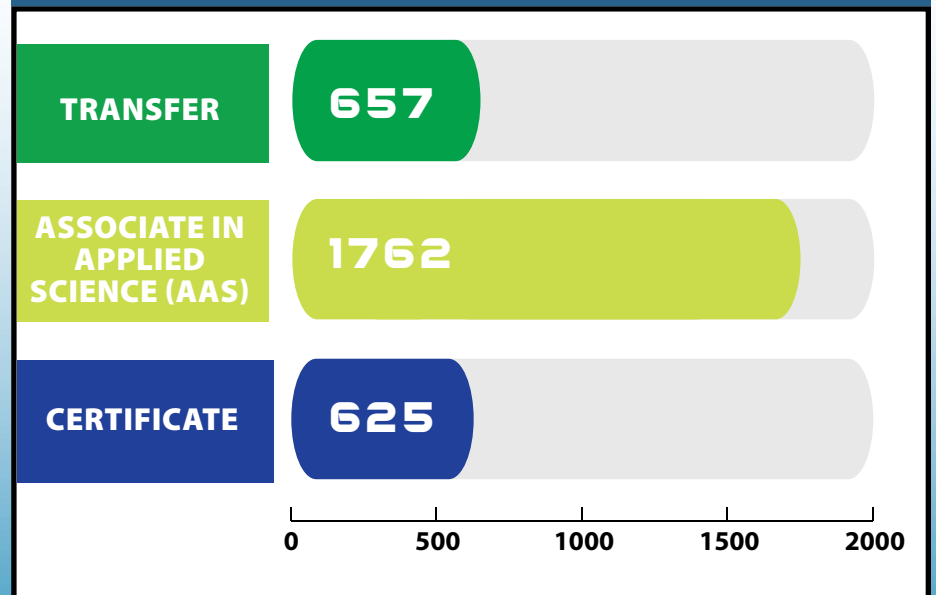 TRANSFER
657
ASSOCIATE IN
APPLIED
SCIENCE (AAS)
1762
CERTIFICATE
625
0 500 1000 1500 2000